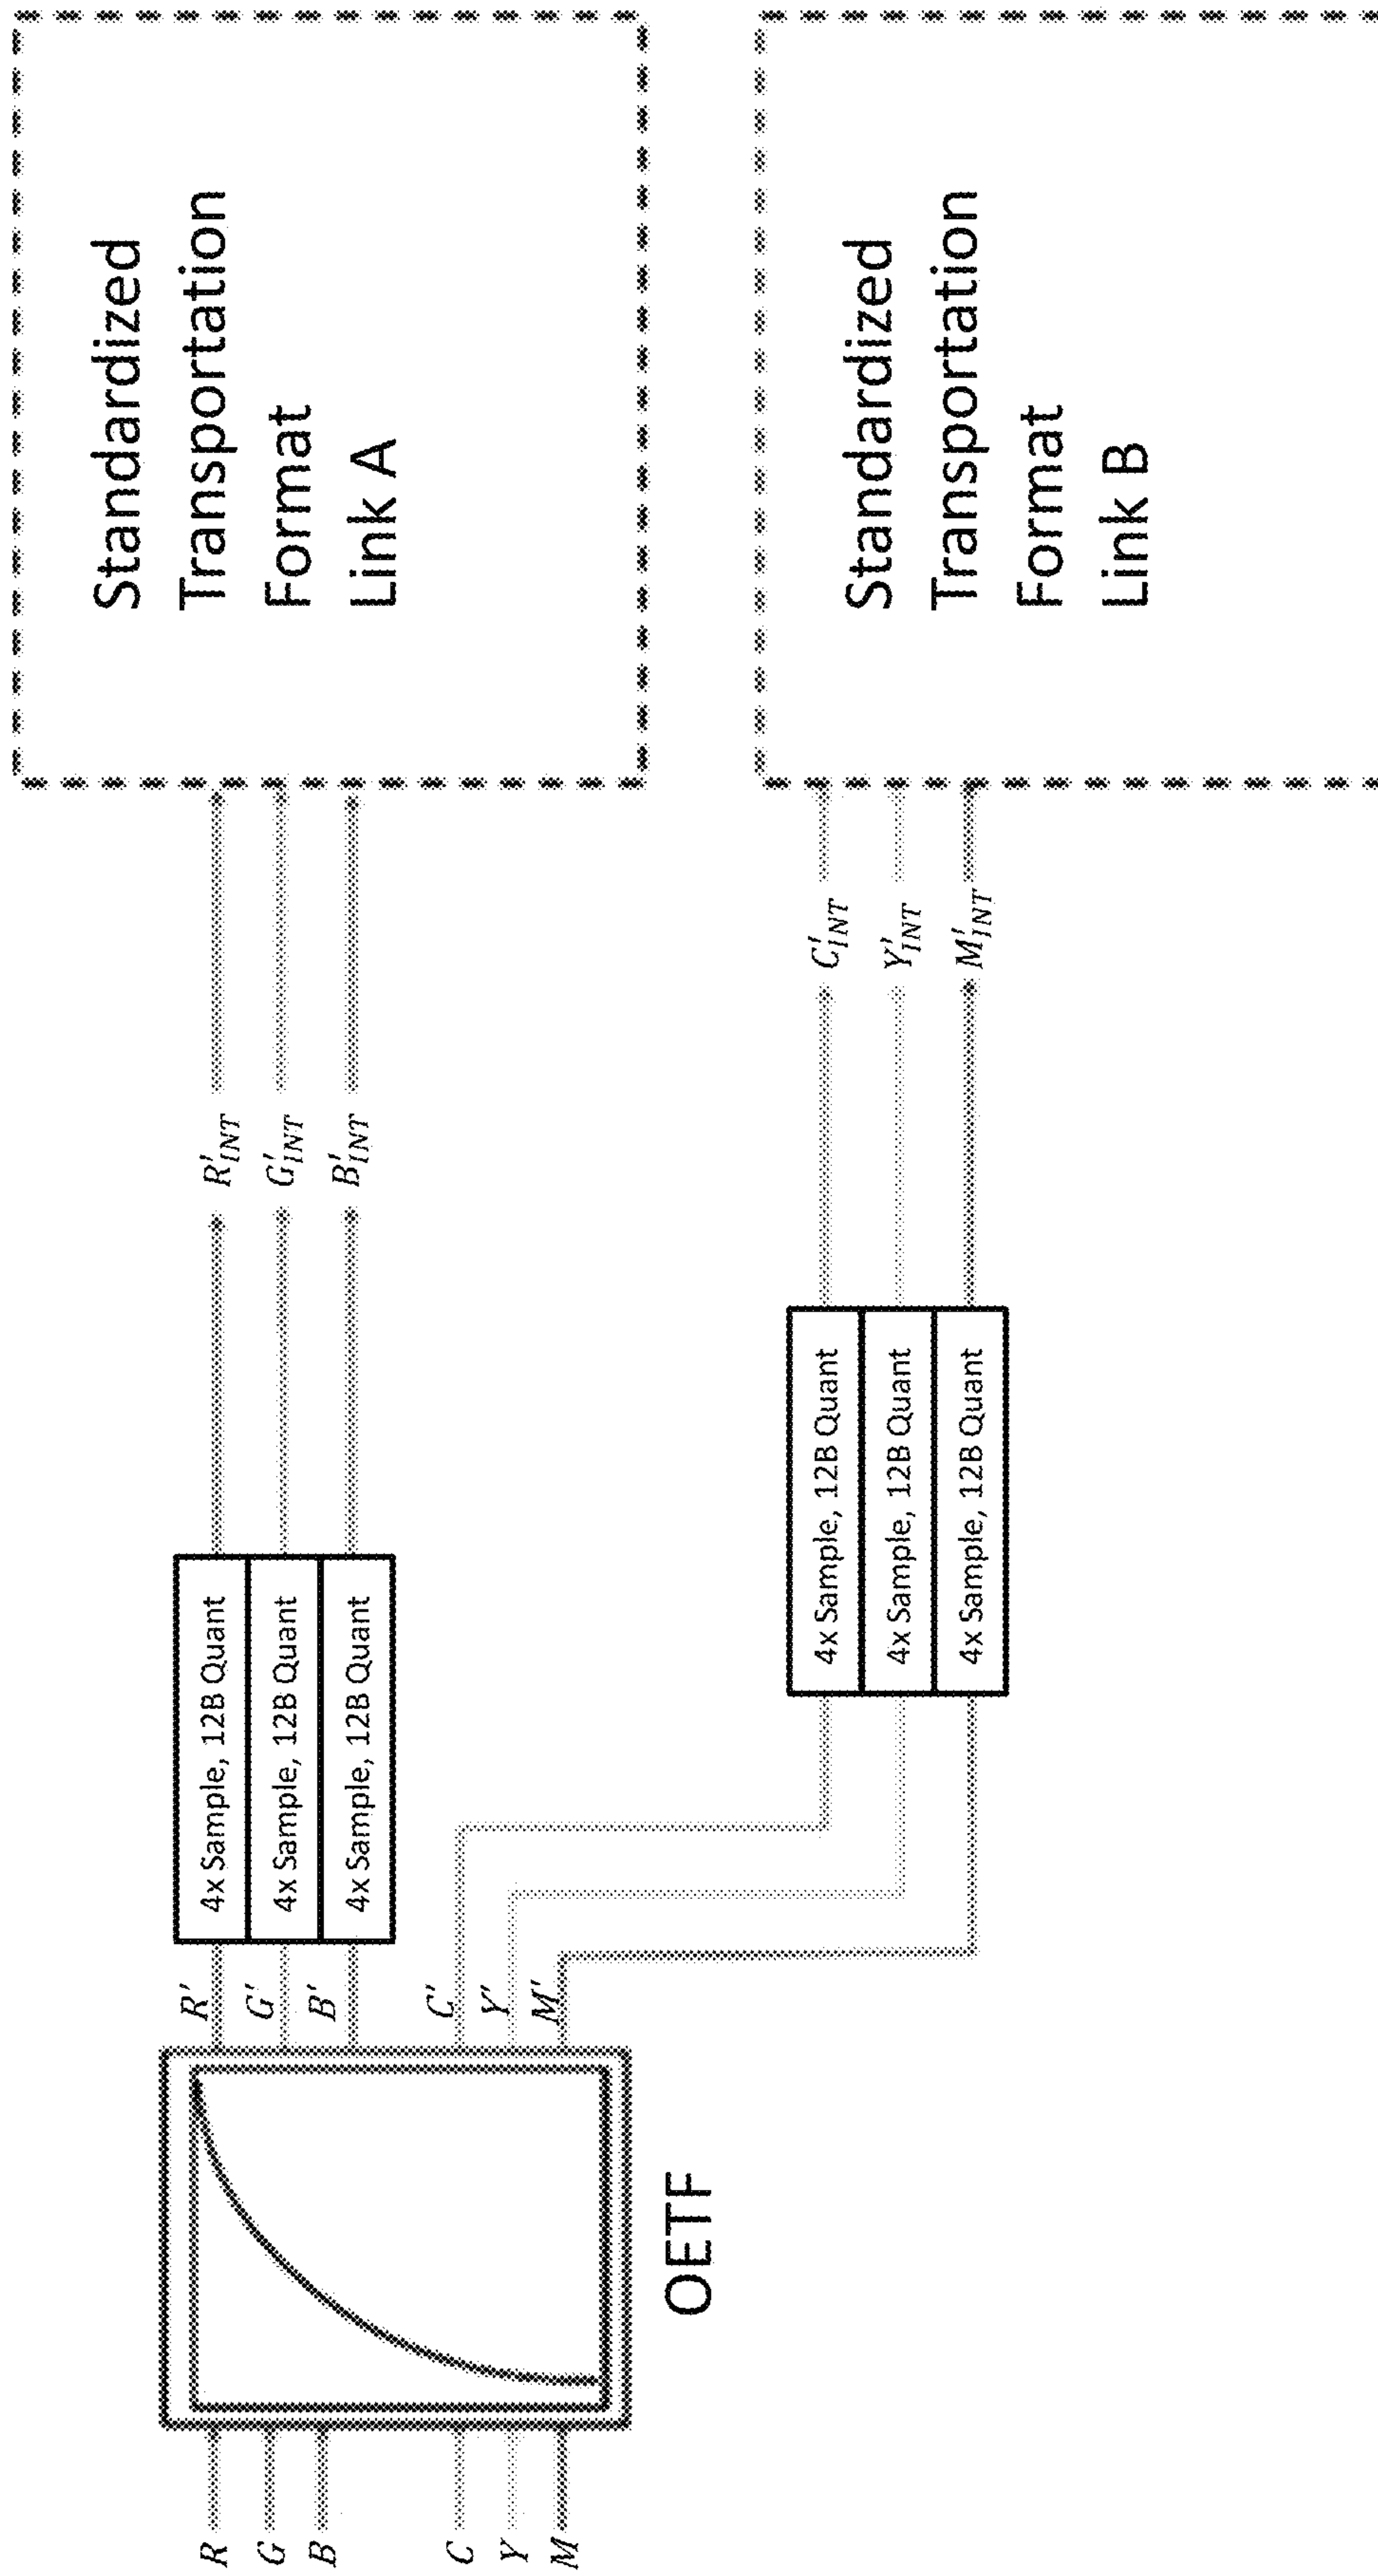 R
G
B
C
Y
M
OETF
R'
G'
B'
C'
Y'
M'
4x Sample, 12B Quant
4x Sample, 12B Quant
4x Sample, 12B Quant
4x Sample, 12B Quant
4x Sample, 12B Quant
4x Sample, 12B Quant
R'INT
G'INT
B'INT
C'INT
Y'INT
M'INT
Standardized
Transportation
Format
Link A
Standardized
Transportation
Format
Link B